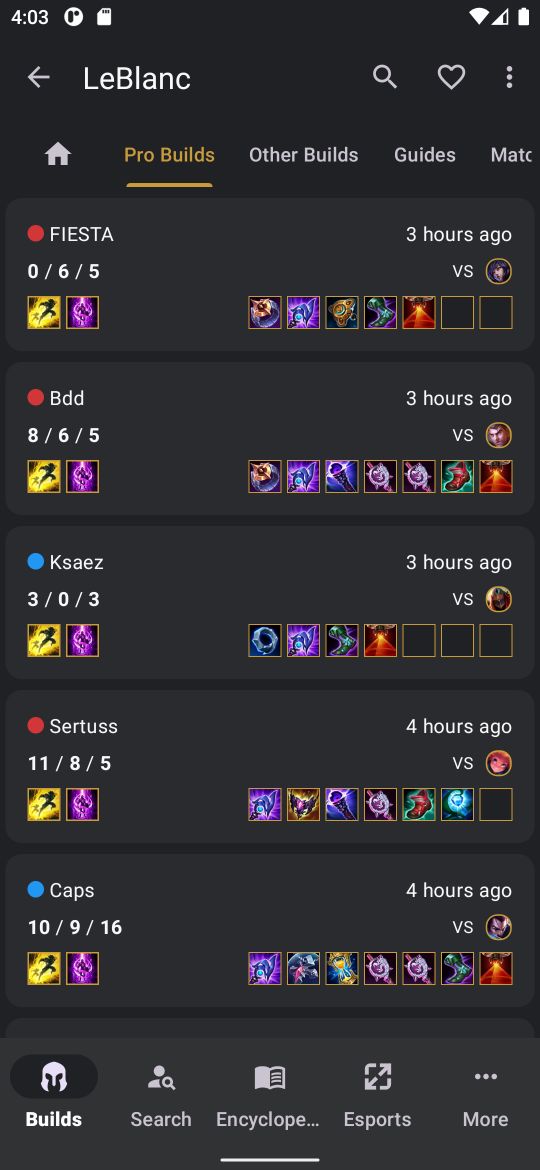 4:03
LeBlanc
Pro Builds Other Builds Guides Matc
FIESTA 3 hours ago
0 / 6 / 5 VS
Bdd 3 hours ago
8 / 6 / 5 VS
Ksaez 3 hours ago
3 / 0 / 3 VS
Sertuss 4 hours ago
11 / 8 / 5 VS
Caps 4 hours ago
10 / 9 / 16 VS
Builds Search Encyclope... Esports More